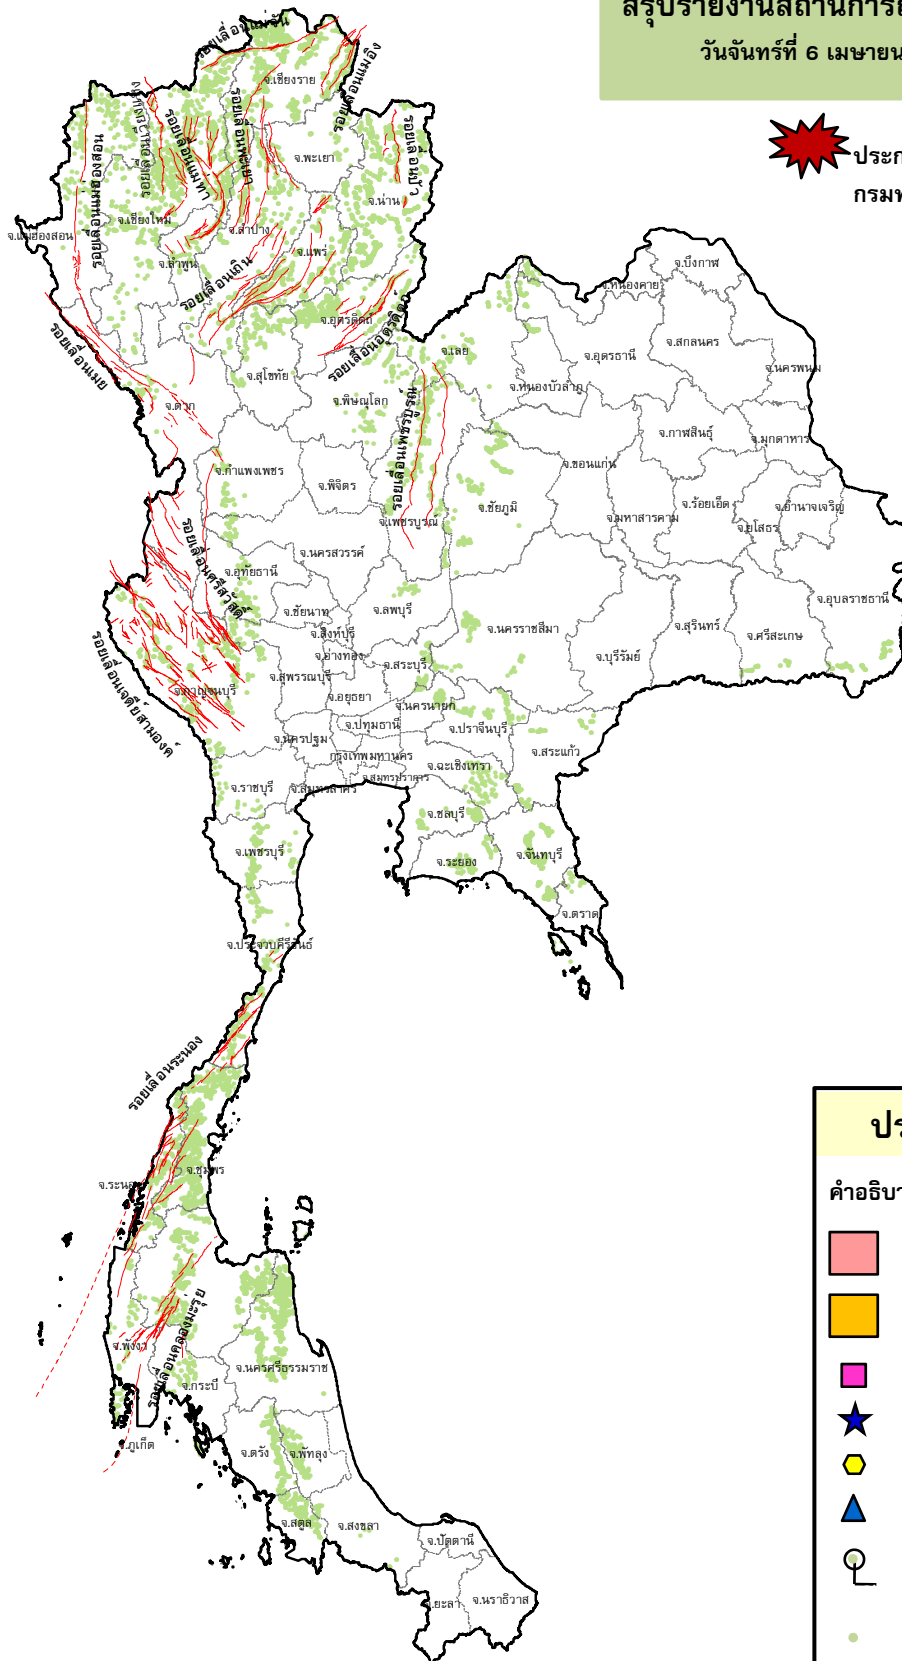 สรุปรายงานสถานการณ์
วันจันทร์ที่ 6 เมษายน
ประก
กรมท
รอยเลื่อนแม่จัน
จ.เชียงราย
รอยเลื่อนแม่อิง
รอยเลื่อนแม่ฮ่องสอน
รอยเลื่อนแม่ทา
รอยเลื่อนพะเยา
จ.พะเยา
รอยเลื่อนปัว
จ.น่าน
จ.เชียงใหม่
จ.แม่ฮ่องสอน
จ.ลำปาง
จ.แพร่
จ.ลำพูน
รอยเลื่อนเถิน
จ.อุตรดิตถ์
รอยเลื่อนอุตรดิตถ์
รอยเลื่อนเมย
จ.บึงกาฬ
จ.หนองคาย
จ.เลย
จ.อุดรธานี
จ.สกลนคร
จ.นครพนม
จ.หนองบัวลำภู
จ.สุโขทัย
จ.ตาก
จ.พิษณุโลก
รอยเลื่อนเพชรบูรณ์
จ.กาฬสินธุ์
จ.มุกดาหาร
จ.ขอนแก่น
จ.กำแพงเพชร
จ.พิจิตร
จ.เพชรบูรณ์
จ.ชัยภูมิ
จ.มหาสารคาม
จ.ร้อยเอ็ด
จ.ยโสธร
จ.อำนาจเจริญ
รอยเลื่อนศรีสวัสดิ์
จ.นครสวรรค์
จ.อุทัยธานี
จ.ชัยนาท
จ.ลพบุรี
จ.นครราชสีมา
จ.บุรีรัมย์
จ.สุรินทร์
จ.ศรีสะเกษ
จ.อุบลราชธานี
จ.สิงห์บุรี
จ.อ่างทอง
จ.สระบุรี
จ.สุพรรณบุรี
จ.อยุธยา
จ.กาญจนบุรี
รอยเลื่อนเจดีย์สามองค์
จ.นครนายก
จ.ปทุมธานี
จ.ปราจีนบุรี
จ.สระแก้ว
จ.นครปฐม
กรุงเทพมหานคร
จ.ฉะเชิงเทรา
จ.สมทรปราการ
จ.ราชบุรี
จ.สมุทรสาคร
จ.ชลบุรี
จ.เพชรบุรี
จ.ระยอง
จ.จันทบุรี
จ.ตราด
จ.ประจวบคีรีขันธ์
รอยเลื่อนระนอง
จ.ระนอง
จ.ชุมพร
รอยเลื่อนคลองมะรุ่ย
จ.พังงา
จ.กระบี่
จ.นครศรีธรรมราช
จ.ภูเก็ต
จ.ตรัง
จ.พัทลุง
จ.สตูล
จ.สงขลา
จ.ปัตตานี
จ.ยะลา
จ.นราธิวาส
ปร
คำอธิบา